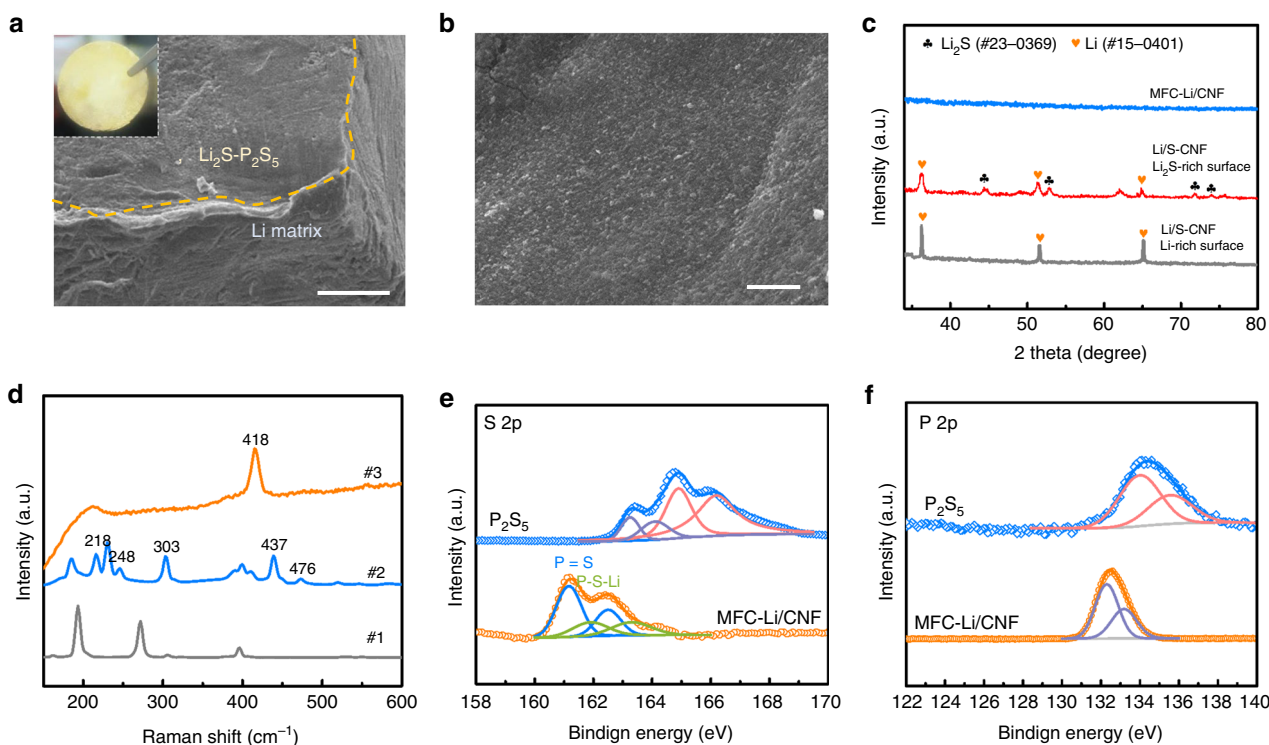 a
Li₂S-P₂S₅
Li matrix
b
c
♣ Li₂S (#23–0369) ♥ Li (#15–0401)
MFC-Li/CNF
Li/S-CNF
Li₂S-rich surface
Li/S-CNF
Li-rich surface
Intensity (a.u.)
40 50 60 70 80
2 theta (degree)
d
418
#3
218
248
303
437
476
#2
#1
Intensity (a.u.)
200 300 400 500 600
Raman shift (cm⁻¹)
e
S 2p
P₂S₅
P = S
P-S-Li
MFC-Li/CNF
Intensity (a.u.)
158 160 162 164 166 168 170
Bindign energy (eV)
f
P 2p
P₂S₅
MFC-Li/CNF
Intensity (a.u.)
122 124 126 128 130 132 134 136 138 140
Bindign energy (eV)